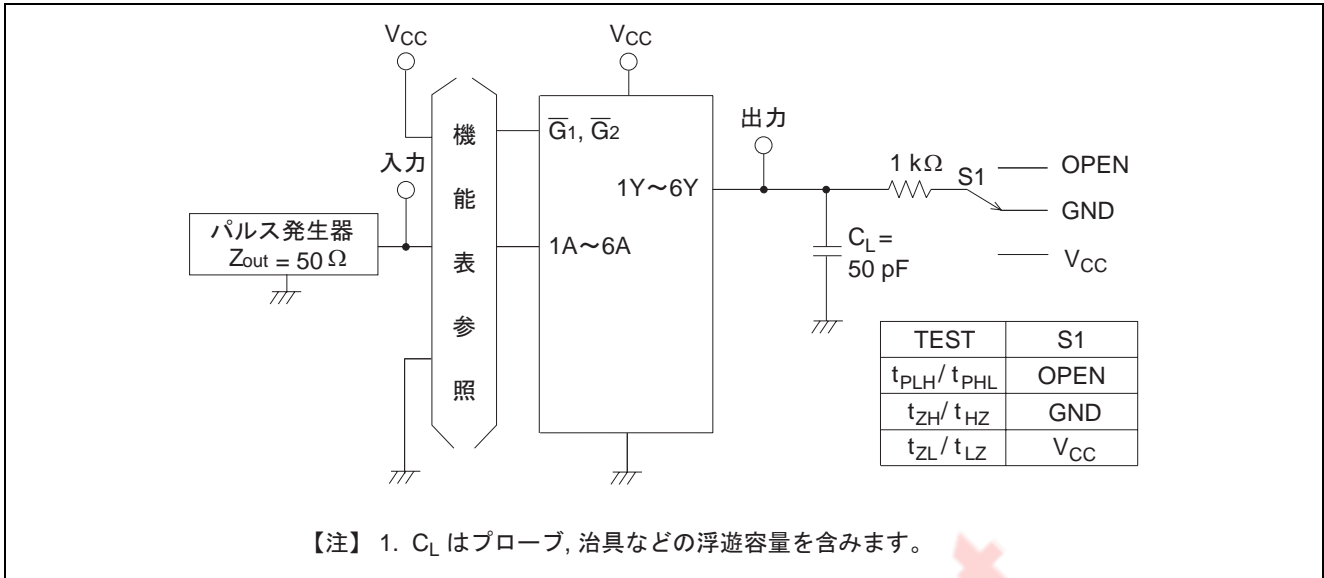 VCC
VCC
機能表参照
G̅1, G̅2
出力
入力
1 kΩ
S1
OPEN
1Y～6Y
GND
パルス発生器
Zout = 50 Ω
1A～6A
CL =
50 pF
VCC
TEST S1
tPLH / tPHL OPEN
tZH / tHZ GND
tZL / tLZ VCC
【注】 1. CL はプローブ, 治具などの浮遊容量を含みます。